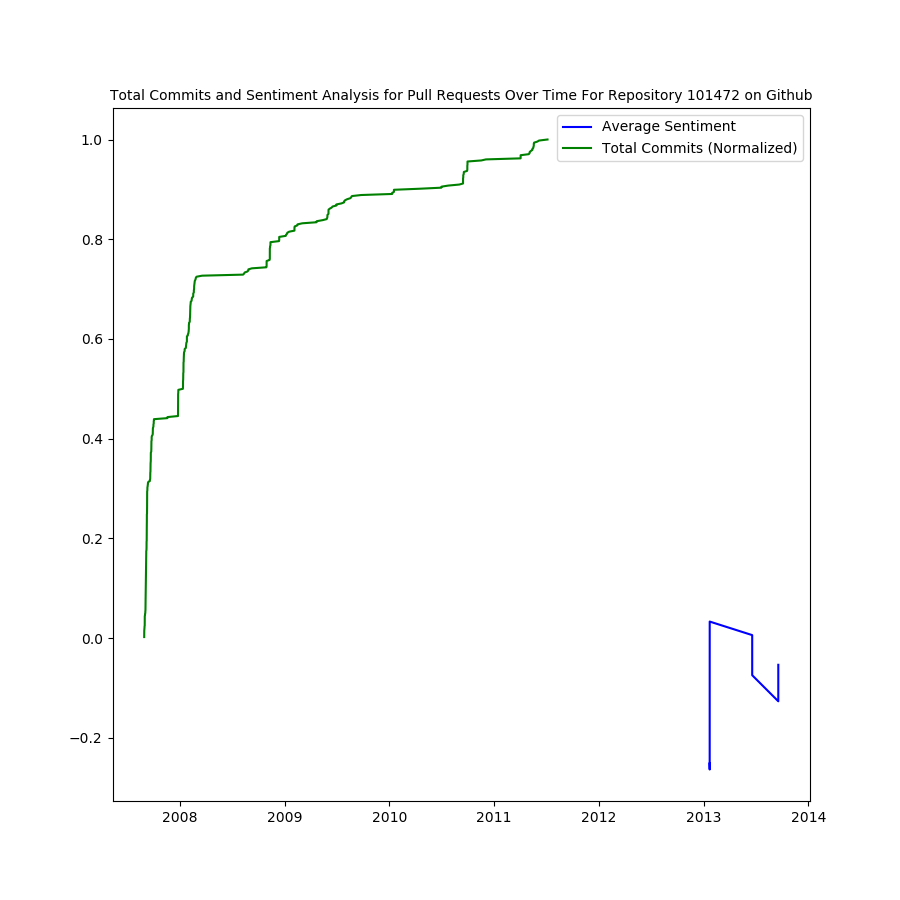 Total Commits and Sentiment Analysis for Pull Requests Over Time For Repository 101472 on Github
Average Sentiment
Total Commits (Normalized)
1.0
0.8
0.6
0.4
0.2
0.0
−0.2
2008 2009 2010 2011 2012 2013 2014